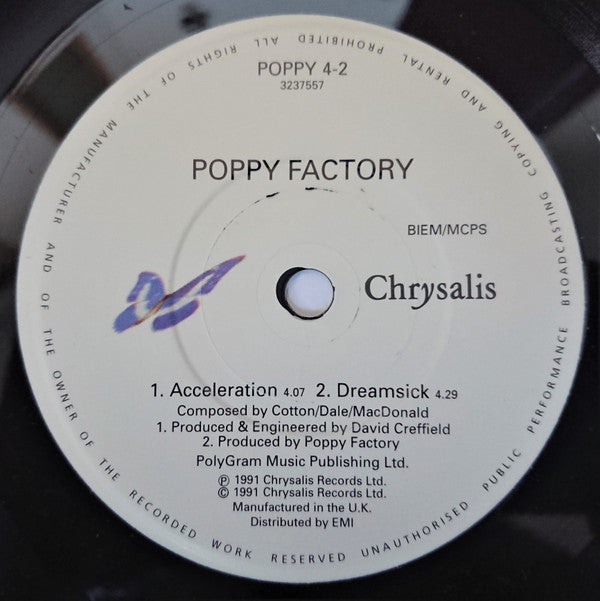 POPPY 4-2
3237557
POPPY FACTORY
BIEM/MCPS
Chrysalis
1. Acceleration 4.07 2. Dreamsick 4.29
Composed by Cotton/Dale/MacDonald
1. Produced & Engineered by David Creffield
2. Produced by Poppy Factory
PolyGram Music Publishing Ltd.
℗ 1991 Chrysalis Records Ltd.
© 1991 Chrysalis Records Ltd.
Manufactured in the U.K.
Distributed by EMI
ALL RIGHTS OF THE MANUFACTURER AND OF THE OWNER OF THE RECORDED WORK RESERVED UNAUTHORISED PUBLIC PERFORMANCE BROADCASTING COPYING AND RENTAL PROHIBITED